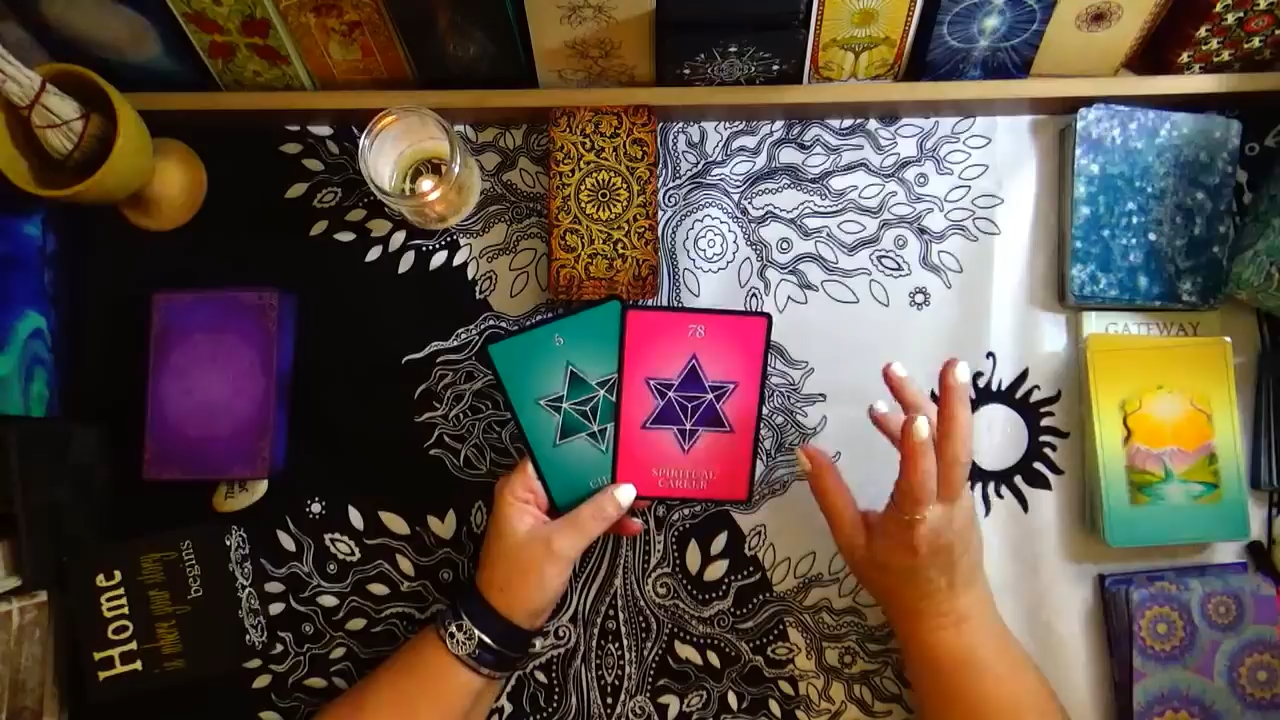 5
78
SPIRITUAL
CAREER
GATEWAY
Home
is where your story
begins